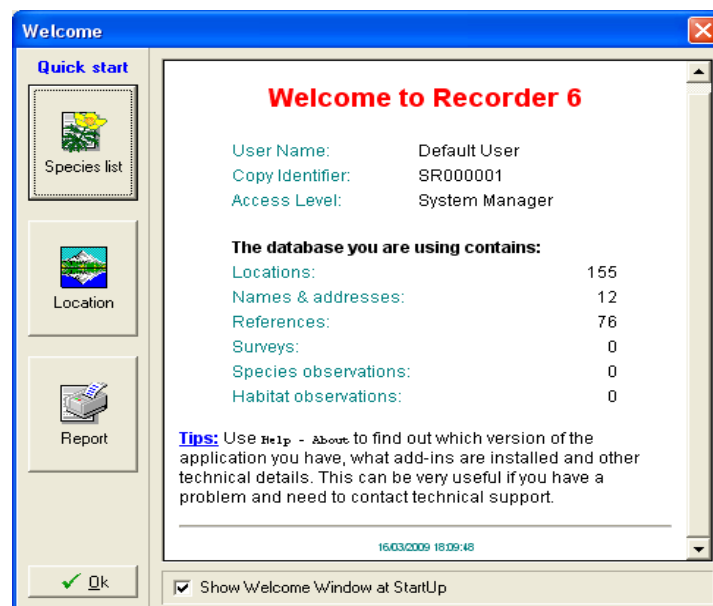 Welcome
Quick start
Species list
Location
Report
Ok
Welcome to Recorder 6
User Name: Default User
Copy Identifier: SR000001
Access Level: System Manager
The database you are using contains:
Locations: 155
Names & addresses: 12
References: 76
Surveys: 0
Species observations: 0
Habitat observations: 0
Tips: Use Help - About to find out which version of the
application you have, what add-ins are installed and other
technical details. This can be very useful if you have a
problem and need to contact technical support.
16/03/2009 18:09:48
Show Welcome Window at StartUp